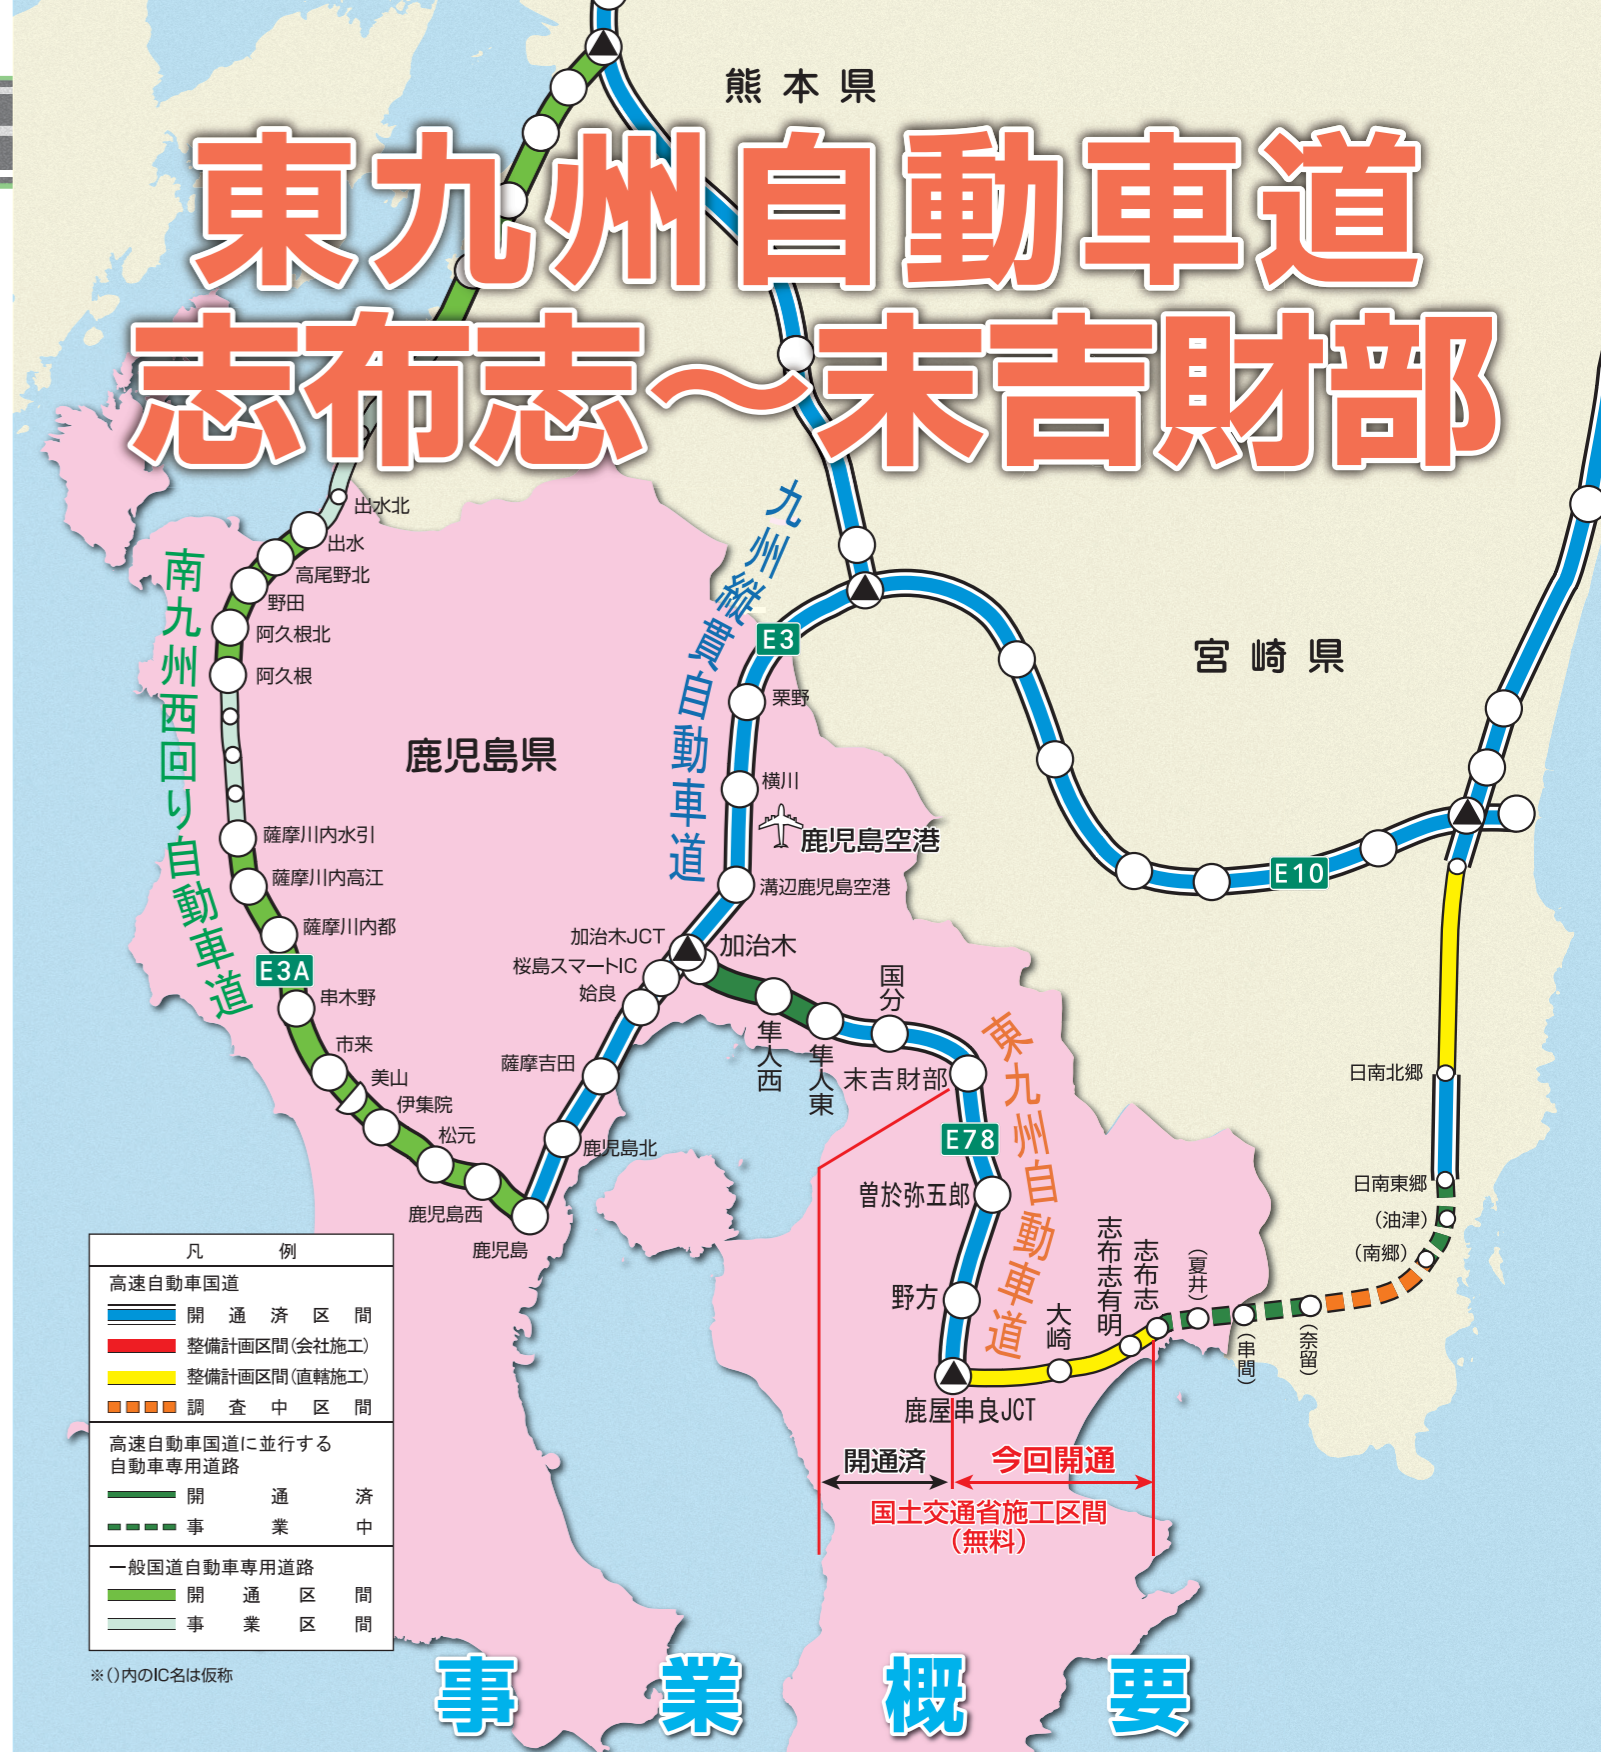 熊本県
東九州自動車道
志布志～末吉財部
出水北
出水
高尾野北
野田
阿久根北
阿久根
南九州西回り自動車道
九州縦貫自動車道
E3
宮崎県
栗野
鹿児島県
横川
鹿児島空港
薩摩川内水引
薩摩川内高江
溝辺鹿児島空港
E10
薩摩川内都
加治木JCT
加治木
桜島スマートIC
姶良
E3A
串木野
国分
市来
美山
伊集院
松元
薩摩吉田
隼人西
隼人東
末吉財部
東九州自動車道
日南北郷
鹿児島北
E78
曽於弥五郎
日南東郷
鹿児島西
鹿児島
(油津)
(南郷)
志布志有明
志布志
(夏井)
野方
大崎
(串間)
(奈留)
鹿屋串良JCT
開通済
今回開通
国土交通省施工区間
(無料)
凡例
高速自動車国道
開通済区間
整備計画区間(会社施工)
整備計画区間(直轄施工)
調査中区間
高速自動車国道に並行する
自動車専用道路
開通済
事業中
一般国道自動車専用道路
開通区間
事業区間
※()内のIC名は仮称
事業概要